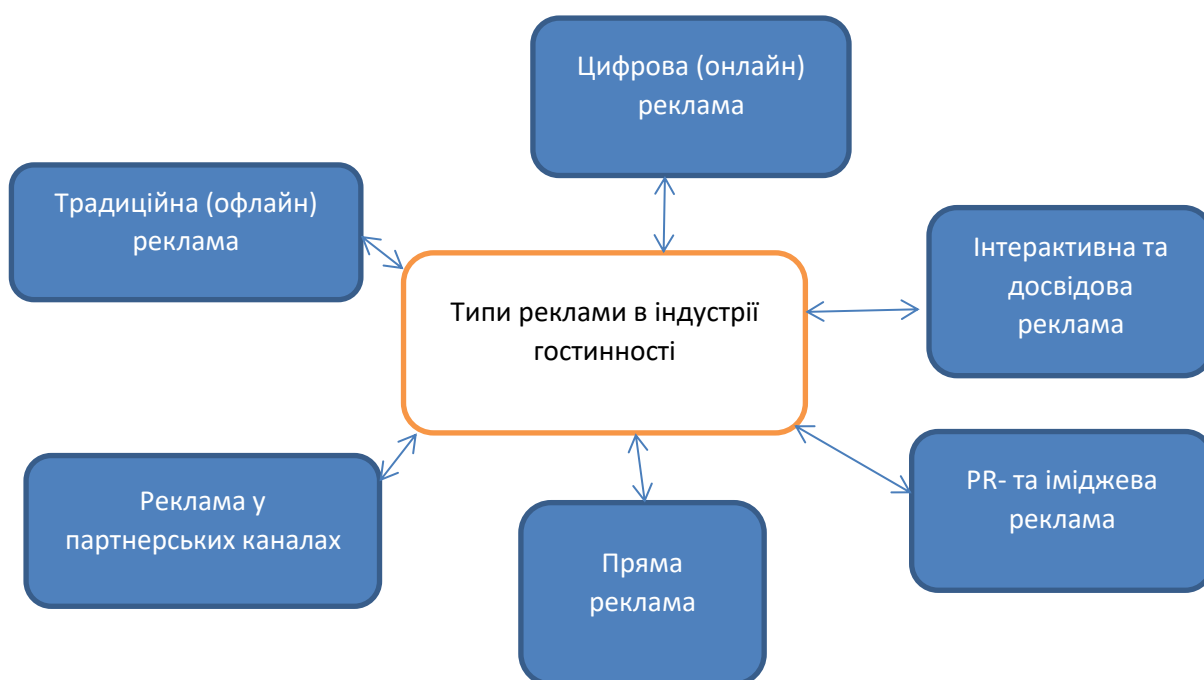 Цифрова (онлайн)
реклама
Традиційна (офлайн)
реклама
Інтерактивна та
досвідова
реклама
Типи реклами в індустрії
гостинності
PR- та іміджева
реклама
Реклама у
партнерських каналах
Пряма
реклама